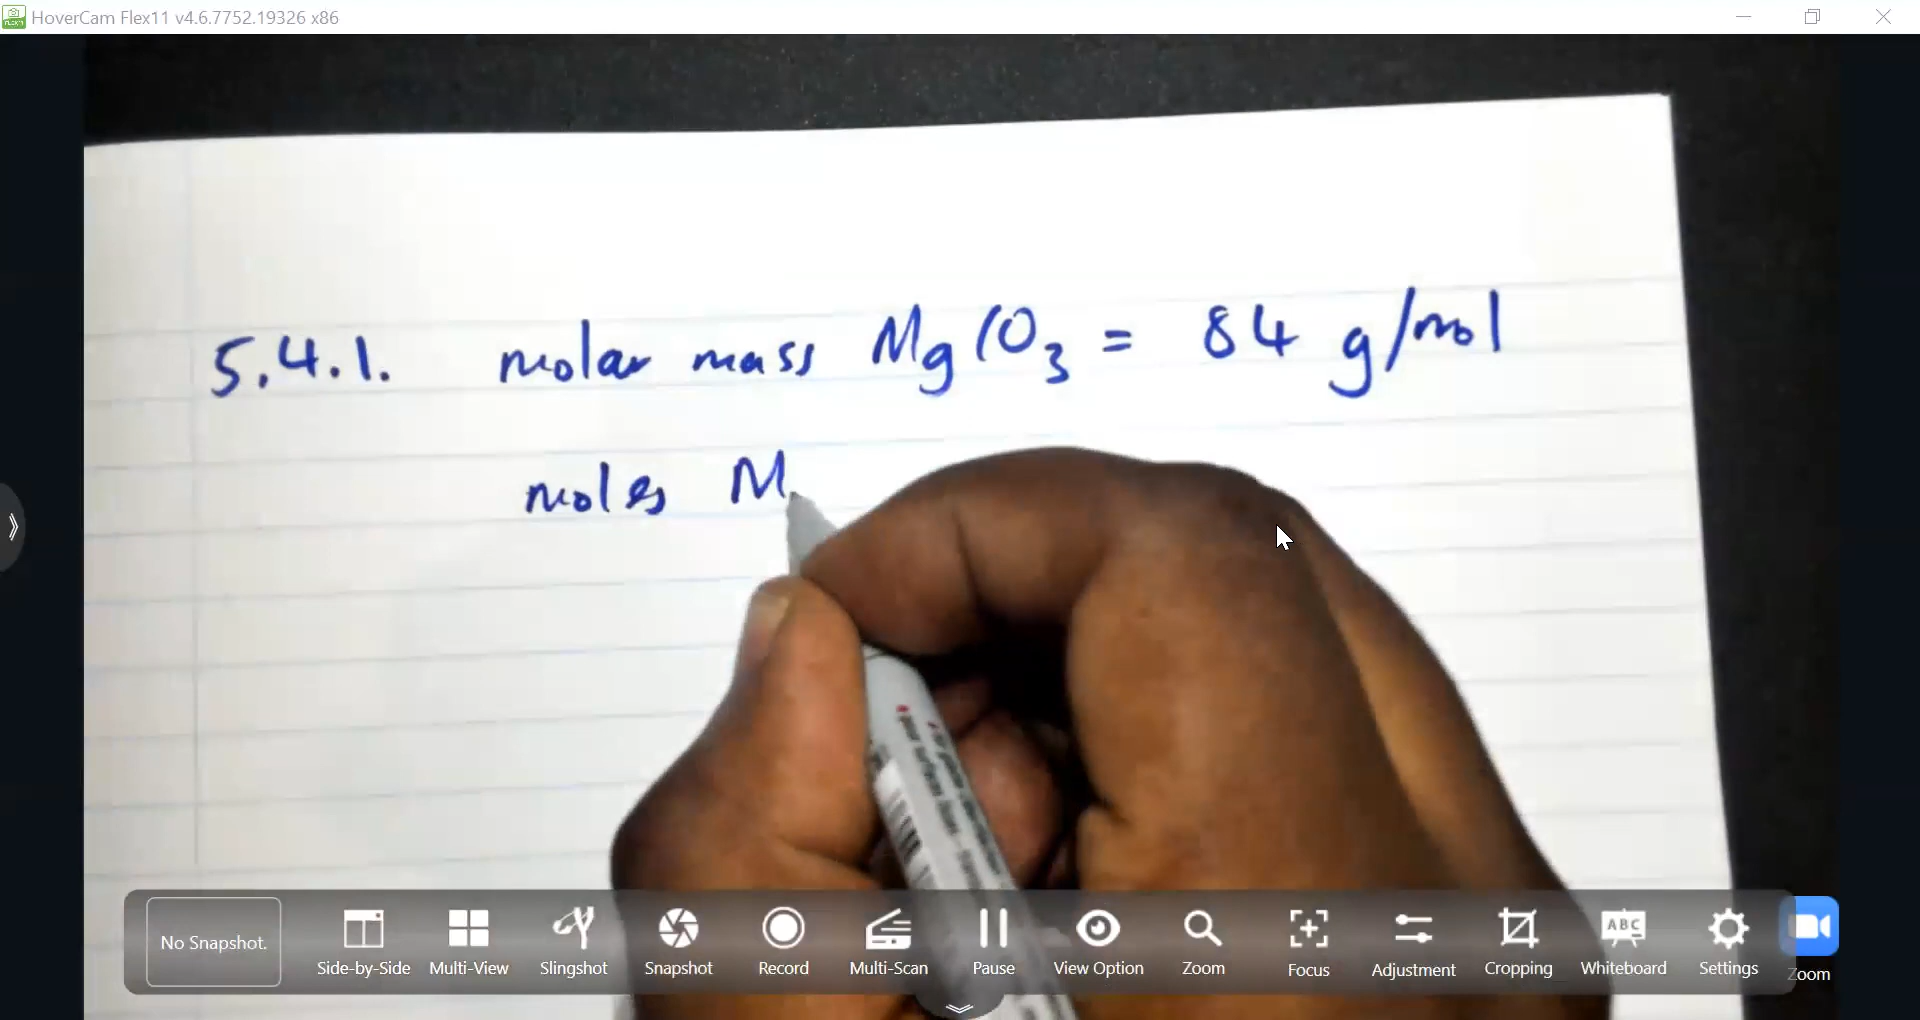 HoverCam Flex11 v4.6.7752.19326 x86
5.4.1. molar mass MgCO3 = 84 g/mol
moles M
No Snapshot.
Side-by-Side
Multi-View
Slingshot
Snapshot
Record
Multi-Scan
Pause
View Option
Zoom
Focus
Adjustment
Cropping
ABC
Whiteboard
Settings
Zoom